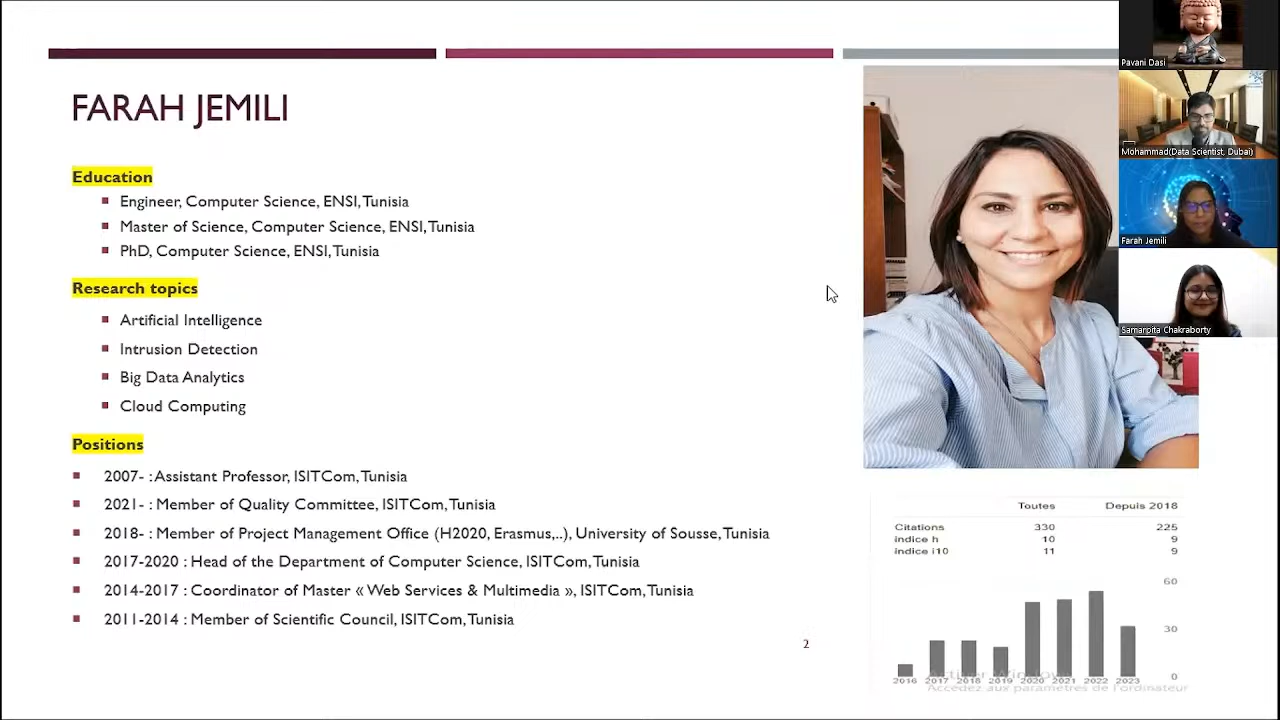 FARAH JEMILI
Education
Engineer, Computer Science, ENSI, Tunisia
Master of Science, Computer Science, ENSI, Tunisia
PhD, Computer Science, ENSI, Tunisia
Research topics
Artificial Intelligence
Intrusion Detection
Big Data Analytics
Cloud Computing
Positions
2007- : Assistant Professor, ISITCom, Tunisia
2021- : Member of Quality Committee, ISITCom, Tunisia
2018- : Member of Project Management Office (H2020, Erasmus,..), University of Sousse, Tunisia
2017-2020 : Head of the Department of Computer Science, ISITCom, Tunisia
2014-2017 : Coordinator of Master « Web Services & Multimedia », ISITCom, Tunisia
2011-2014 : Member of Scientific Council, ISITCom, Tunisia
2
Pavani Dasi
Mohammad(Data Scientist, Dubai)
Farah Jemili
Samarpita Chakraborty
Toutes Depuis 2018
Citations 330 225
indice h 10 9
indice i10 11 9
60
30
0
2016 2017 2018 2019 2020 2021 2022 2023
Activer Windows
Accédez aux paramètres de l'ordinateur